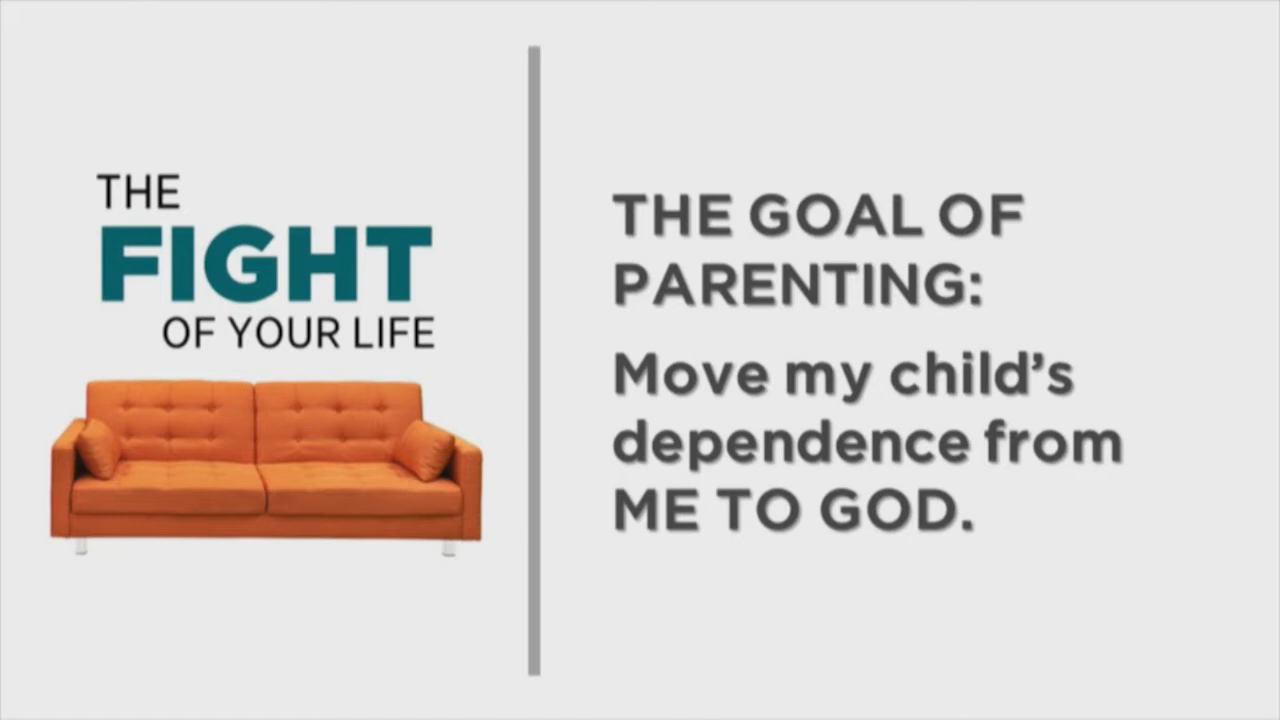 THE
FIGHT
OF YOUR LIFE
THE GOAL OF
PARENTING:
Move my child’s
dependence from
ME TO GOD.